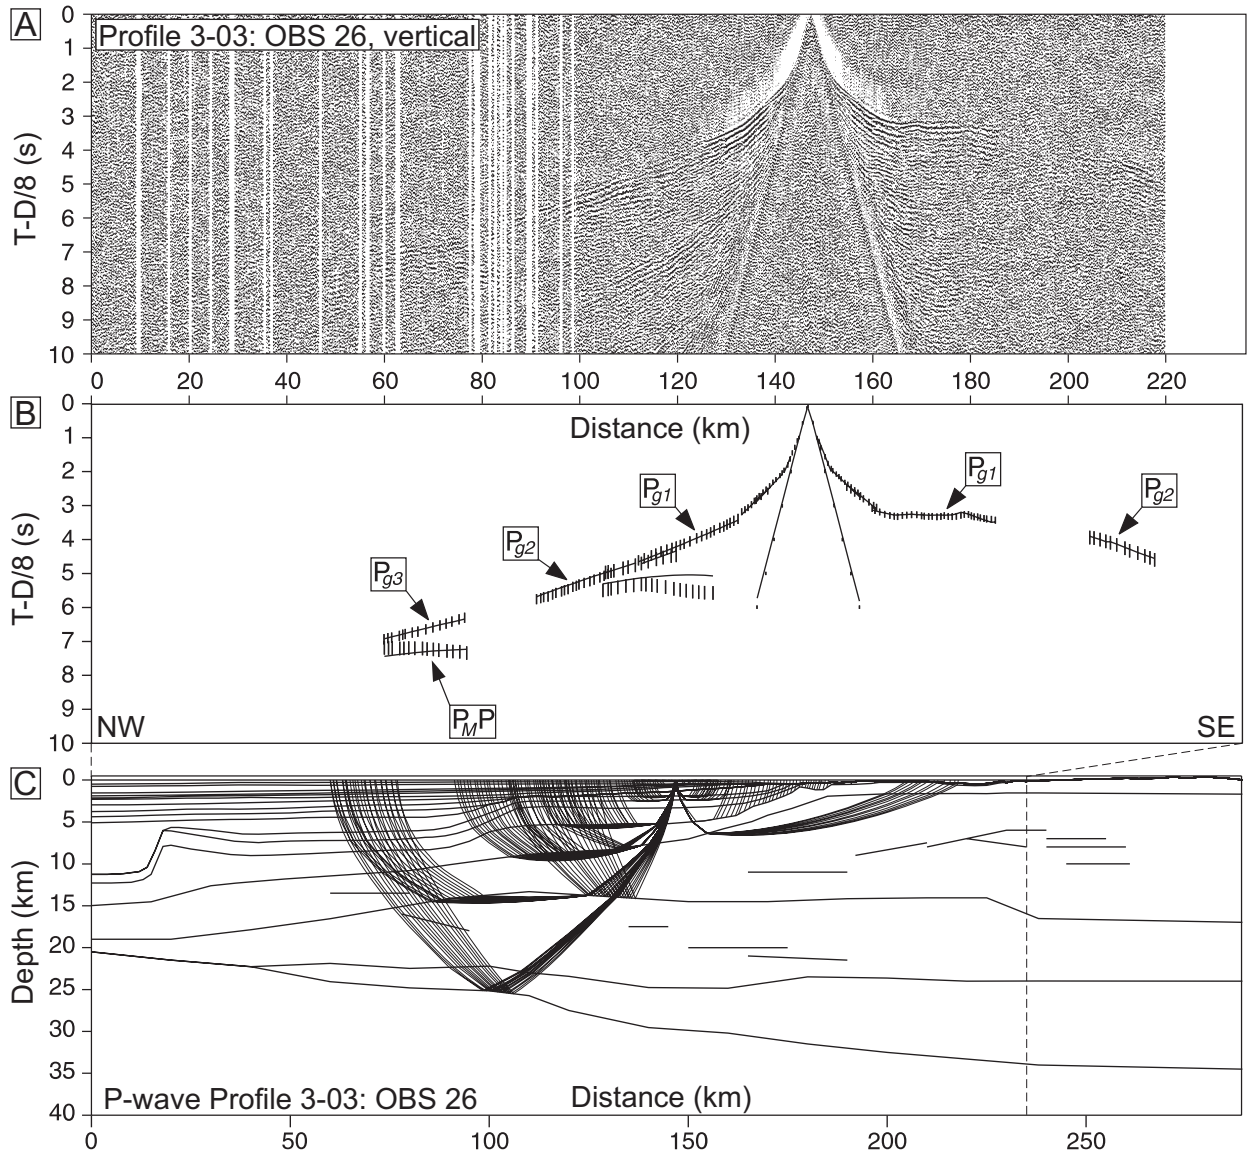 A
Profile 3-03: OBS 26, vertical
0
1
2
3
4
5
6
7
8
9
10
T-D/8 (s)
0 20 40 60 80 100 120 140 160 180 200 220
B
Distance (km)
0
1
2
3
4
5
6
7
8
9
10
T-D/8 (s)
Pg1
Pg1
Pg2
Pg2
Pg3
PMP
NW
SE
C
0
5
10
15
20
25
30
35
40
Depth (km)
P-wave Profile 3-03: OBS 26
Distance (km)
0 50 100 150 200 250